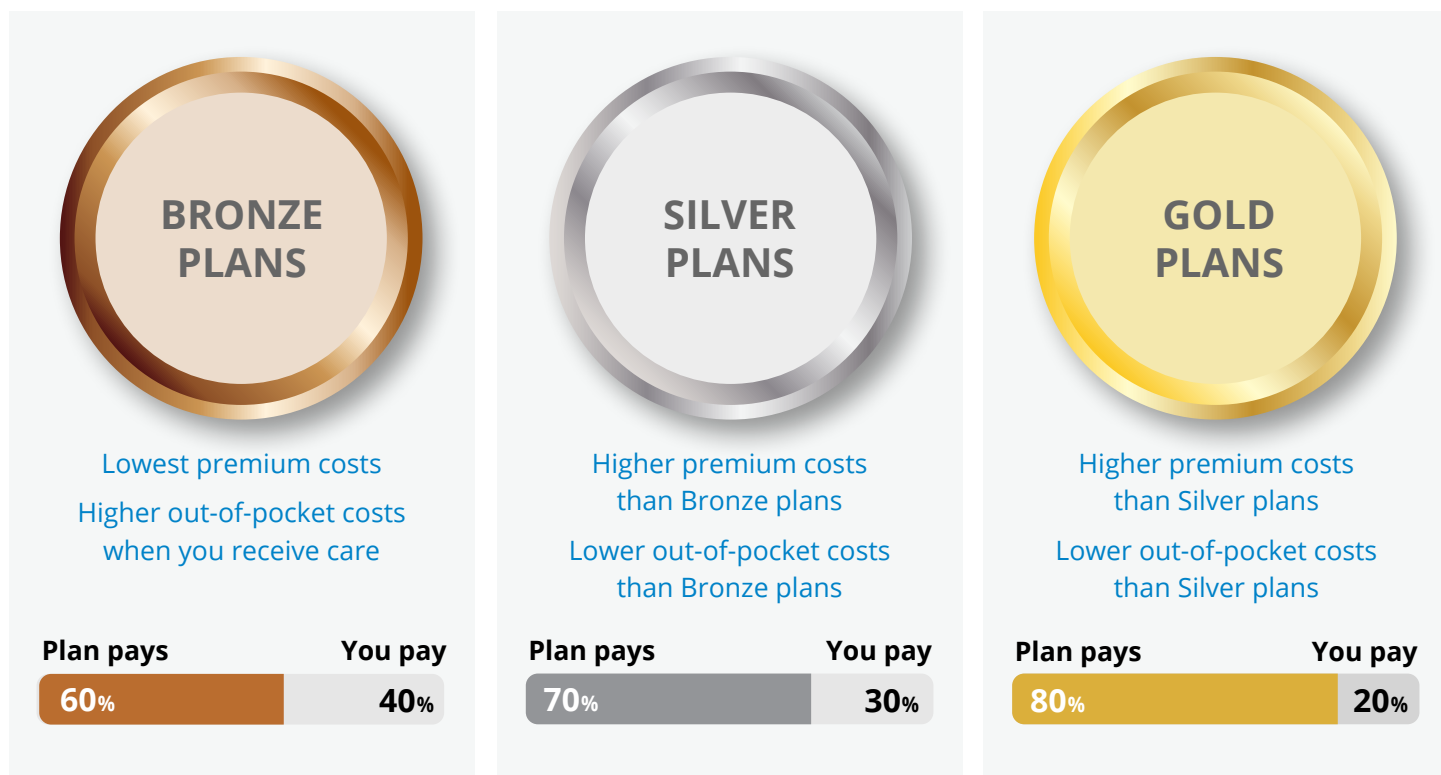 BRONZE
PLANS
Lowest premium costs
Higher out-of-pocket costs
when you receive care
Plan pays You pay
60% 40%
SILVER
PLANS
Higher premium costs
than Bronze plans
Lower out-of-pocket costs
than Bronze plans
Plan pays You pay
70% 30%
GOLD
PLANS
Higher premium costs
than Silver plans
Lower out-of-pocket costs
than Silver plans
Plan pays You pay
80% 20%